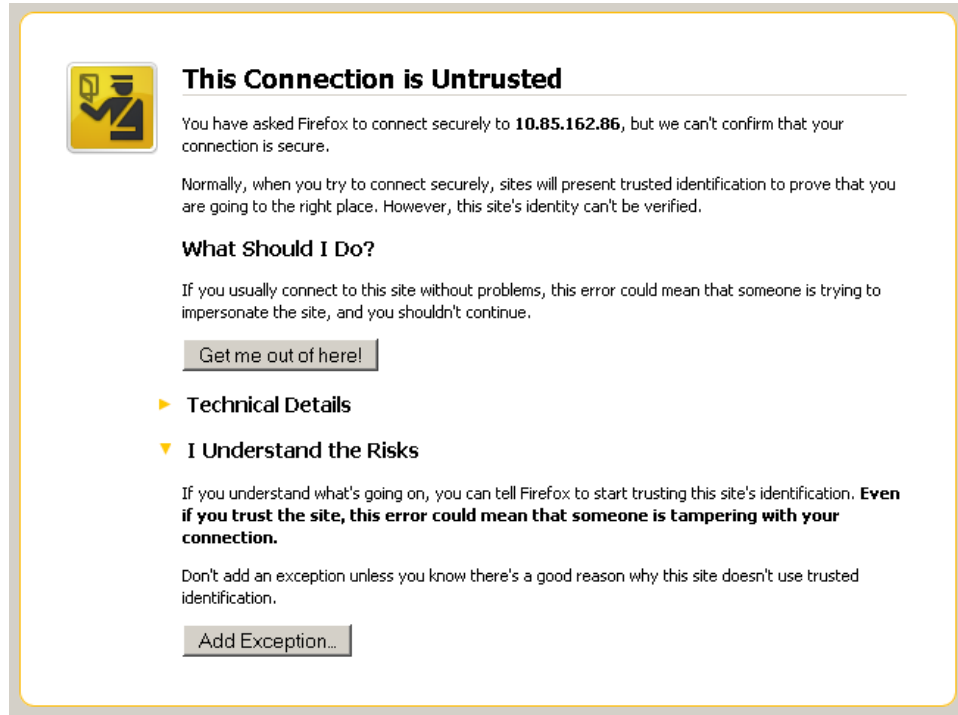 This Connection is Untrusted
You have asked Firefox to connect securely to 10.85.162.86, but we can't confirm that your
connection is secure.
Normally, when you try to connect securely, sites will present trusted identification to prove that you
are going to the right place. However, this site's identity can't be verified.
What Should I Do?
If you usually connect to this site without problems, this error could mean that someone is trying to
impersonate the site, and you shouldn't continue.
Get me out of here!
Technical Details
I Understand the Risks
If you understand what's going on, you can tell Firefox to start trusting this site's identification. Even
if you trust the site, this error could mean that someone is tampering with your
connection.
Don't add an exception unless you know there's a good reason why this site doesn't use trusted
identification.
Add Exception...